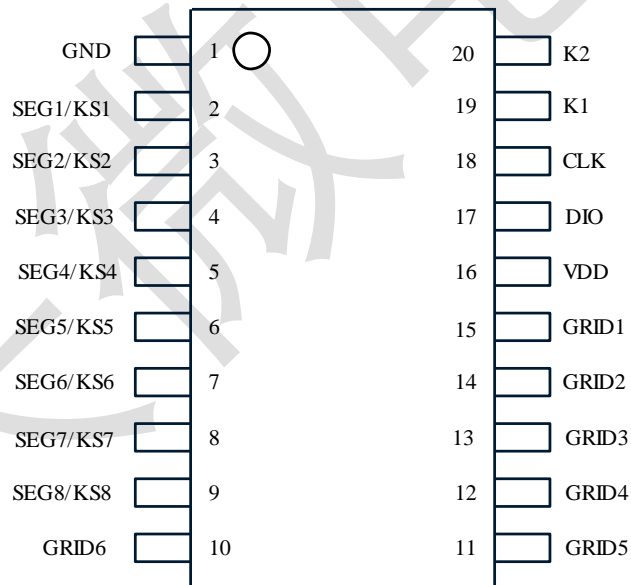 GND 1 20 K2
SEG1/KS1 2 19 K1
SEG2/KS2 3 18 CLK
SEG3/KS3 4 17 DIO
SEG4/KS4 5 16 VDD
SEG5/KS5 6 15 GRID1
SEG6/KS6 7 14 GRID2
SEG7/KS7 8 13 GRID3
SEG8/KS8 9 12 GRID4
GRID6 10 11 GRID5
微